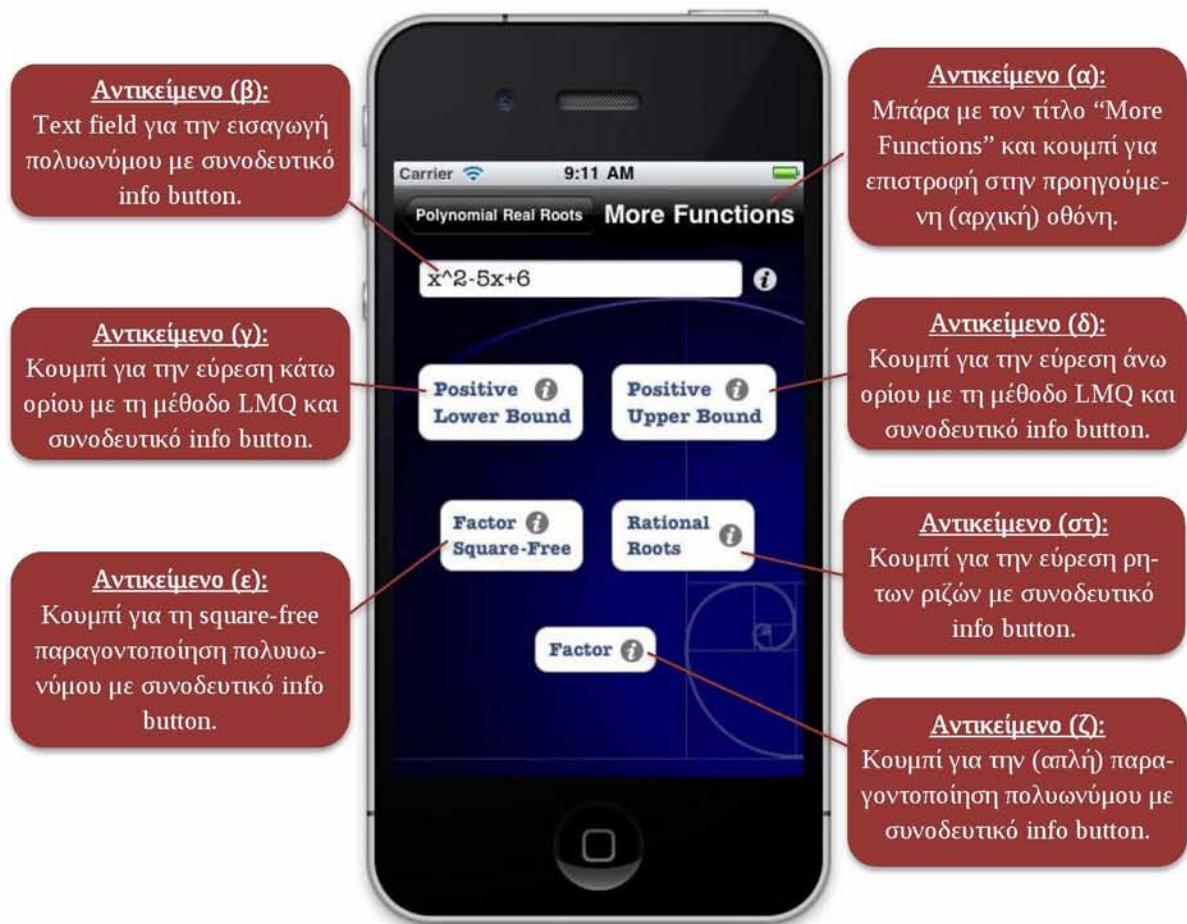 Αντικείμενο (β):
Text field για την εισαγωγή
πολυωνύμου με συνοδευτικό
info button.
Αντικείμενο (α):
Μπάρα με τον τίτλο “More
Functions” και κουμπί για
επιστροφή στην προηγούμε-
νη (αρχική) οθόνη.
Carrier 9:11 AM
Polynomial Real Roots More Functions
x^2-5x+6
Αντικείμενο (γ):
Κουμπί για την εύρεση κάτω
ορίου με τη μέθοδο LMQ και
συνοδευτικό info button.
Αντικείμενο (δ):
Κουμπί για την εύρεση άνω
ορίου με τη μέθοδο LMQ και
συνοδευτικό info button.
Positive
Lower Bound
Positive
Upper Bound
Factor
Square-Free
Rational
Roots
Αντικείμενο (ε):
Κουμπί για τη square-free
παραγοντοποίηση πολυω-
νύμου με συνοδευτικό info
button.
Αντικείμενο (στ):
Κουμπί για την εύρεση ρη-
των ριζών με συνοδευτικό
info button.
Factor
Αντικείμενο (ζ):
Κουμπί για την (απλή) παρα-
γοντοποίηση πολυωνύμου με
συνοδευτικό info button.